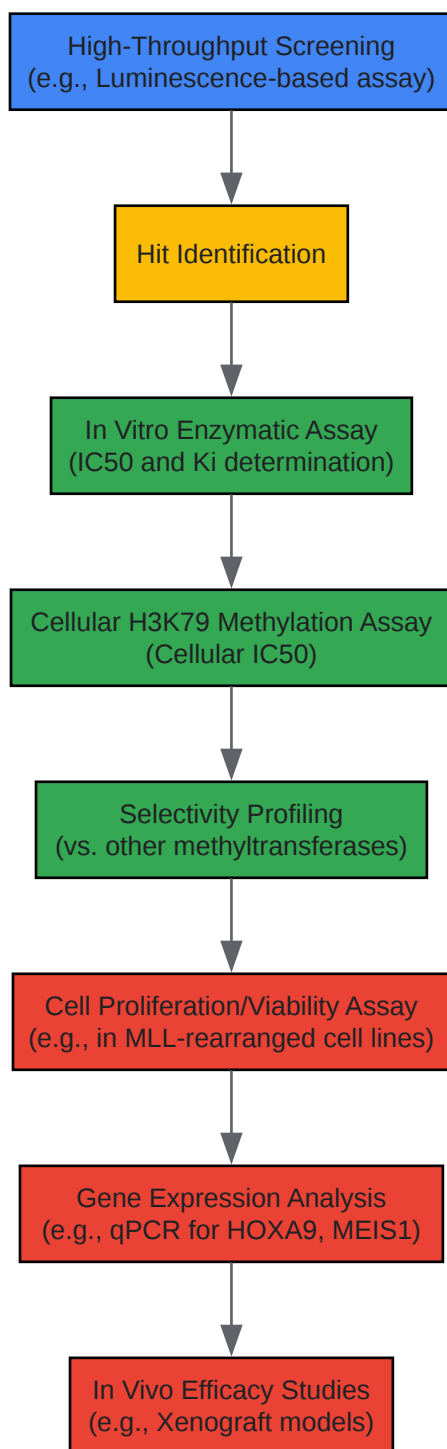 High-Throughput Screening
(e.g., Luminescence-based assay)
Hit Identification
In Vitro Enzymatic Assay
(IC50 and Ki determination)
Cellular H3K79 Methylation Assay
(Cellular IC50)
Selectivity Profiling
(vs. other methyltransferases)
Cell Proliferation/Viability Assay
(e.g., in MLL-rearranged cell lines)
Gene Expression Analysis
(e.g., qPCR for HOXA9, MEIS1)
In Vivo Efficacy Studies
(e.g., Xenograft models)